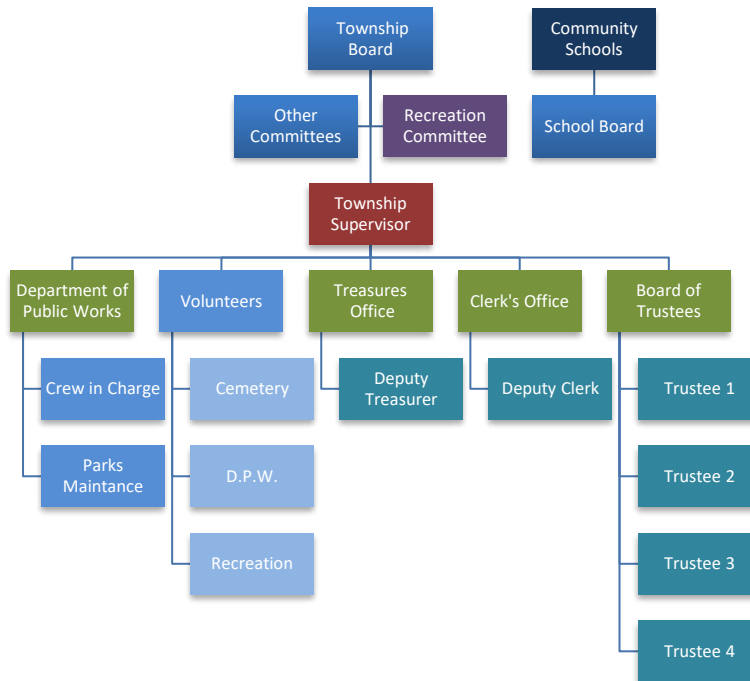 Township
Board
Community
Schools
Other
Committees
Recreation
Committee
School Board
Township
Supervisor
Department of
Public Works
Volunteers
Treasures
Office
Clerk's Office
Board of
Trustees
Crew in Charge
Cemetery
Deputy
Treasurer
Deputy Clerk
Trustee 1
Parks
Maintance
D.P.W.
Trustee 2
Recreation
Trustee 3
Trustee 4